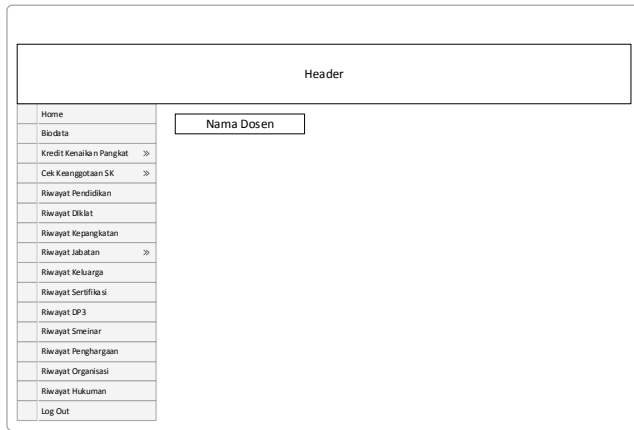 Header
Home
Biodata
Kredit Kenaikan Pangkat »
Cek Keanggotaan SK »
Riwayat Pendidikan
Riwayat DIklat
Riwayat Kepangkatan
Riwayat Jabatan »
Riwayat Keluarga
Riwayat Sertifikasi
Riwayat DP3
Riwayat Smeinar
Riwayat Penghargaan
Riwayat Organisasi
Riwayat Hukuman
Log Out
Nama Dosen